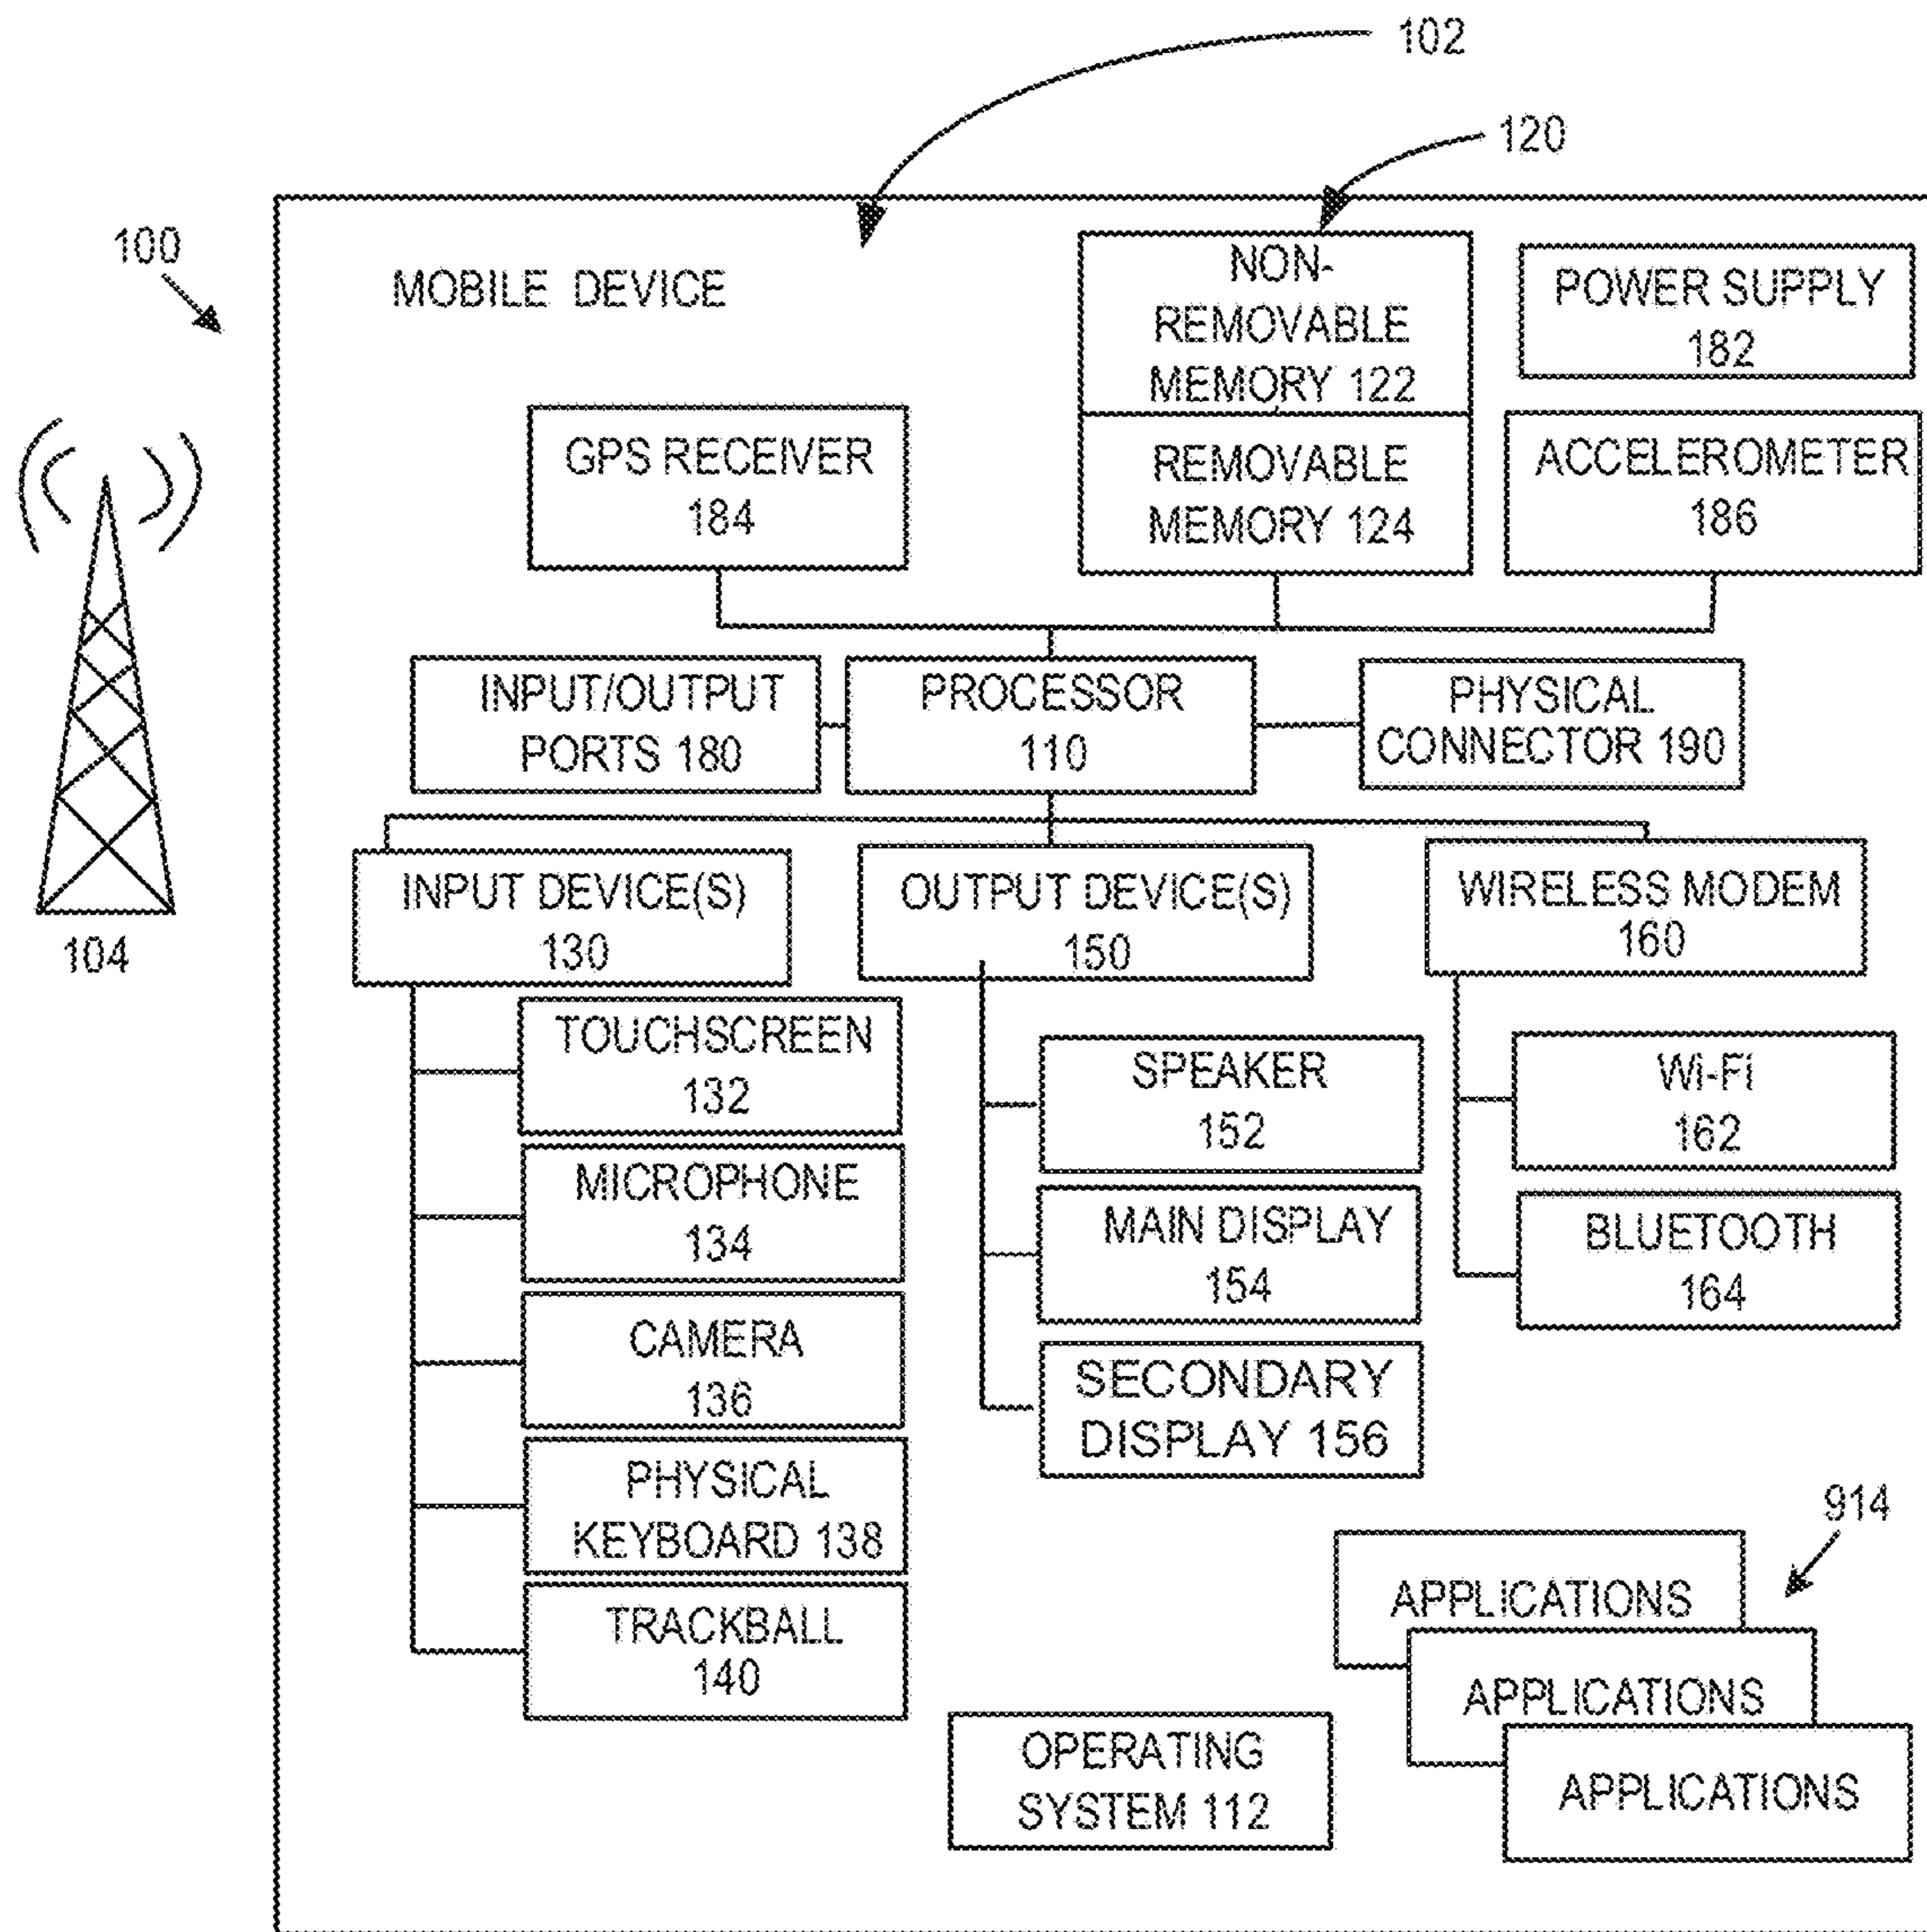 102
120
100
MOBILE DEVICE
NON-
REMOVABLE
MEMORY 122
POWER SUPPLY
182
GPS RECEIVER
184
REMOVABLE
MEMORY 124
ACCELEROMETER
186
INPUT/OUTPUT
PORTS 180
PROCESSOR
110
PHYSICAL
CONNECTOR 190
104
INPUT DEVICE(S)
130
OUTPUT DEVICE(S)
150
WIRELESS MODEM
160
TOUCHSCREEN
132
MICROPHONE
134
CAMERA
136
PHYSICAL
KEYBOARD 138
TRACKBALL
140
SPEAKER
152
MAIN DISPLAY
154
SECONDARY
DISPLAY 156
Wi-Fi
162
BLUETOOTH
164
914
APPLICATIONS
APPLICATIONS
APPLICATIONS
OPERATING
SYSTEM 112